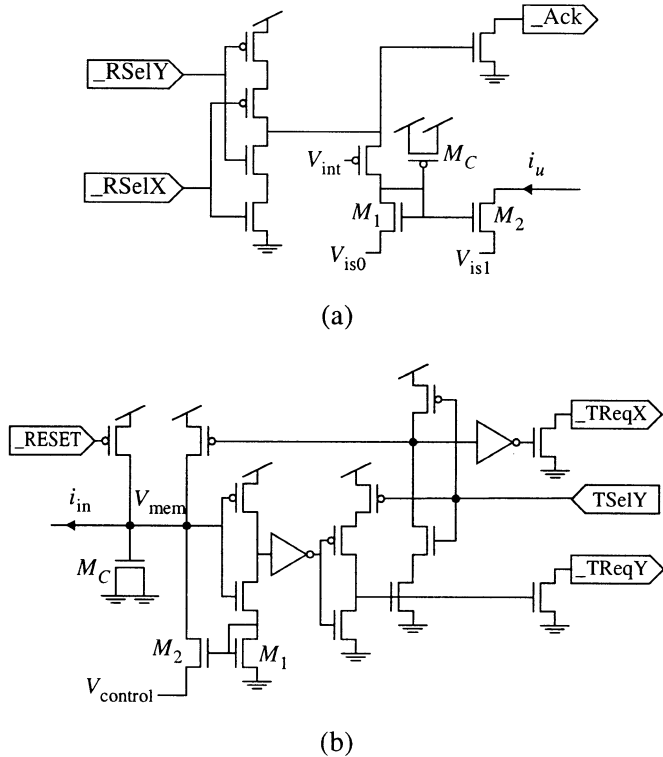 _Ack
_RSelY
_RSelX
V_int
M_C
i_u
M_1
M_2
V_is0
V_is1
(a)
_RESET
_TReqX
i_in
V_mem
TSelY
M_C
_TReqY
M_2
M_1
V_control
(b)